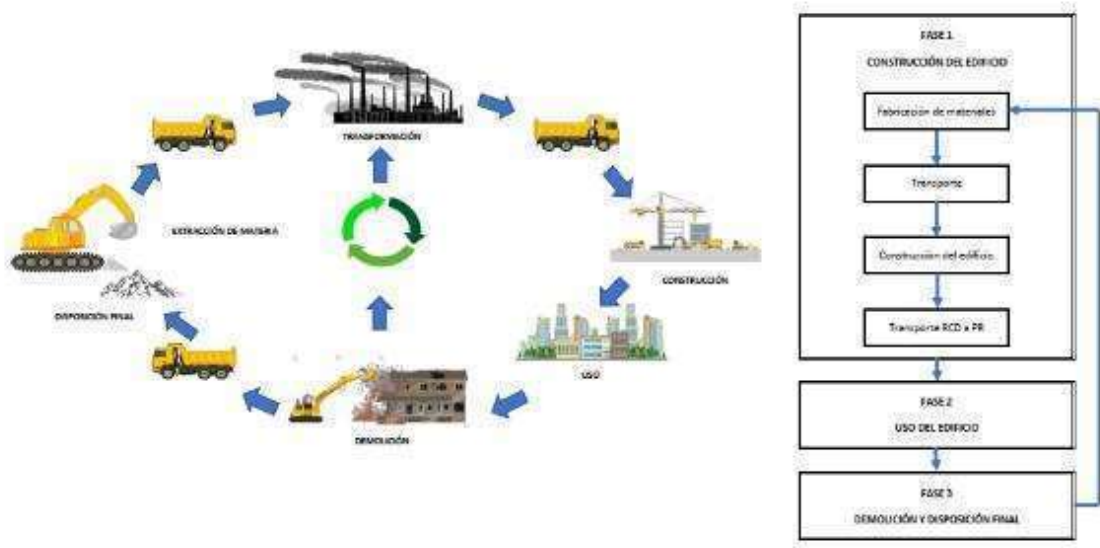 TRANSFORMACIÓN
EXTRACCIÓN DE MATERIA
CONSTRUCCIÓN
DISPOSICIÓN FINAL
USO
DEMOLICIÓN
FASE 1
CONSTRUCCIÓN DEL EDIFICIO
Fabricación de materiales
Transporte
Construcción del edificio
Transporte RCD a PR
FASE 2
USO DEL EDIFICIO
FASE 3
DEMOLICIÓN Y DISPOSICIÓN FINAL